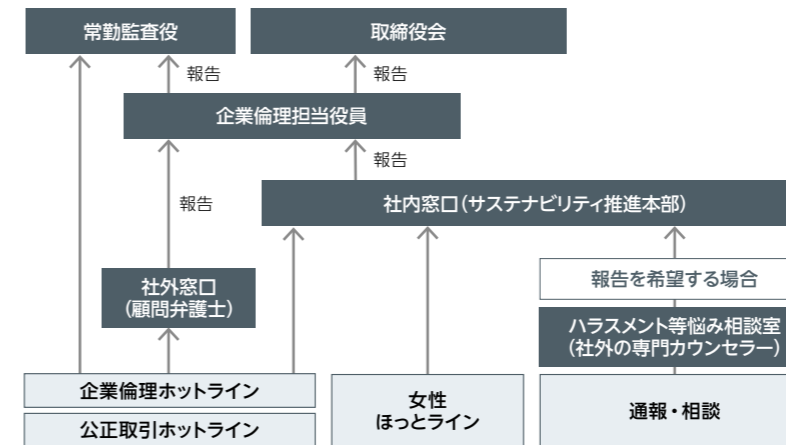 常勤監査役
取締役会
報告
報告
企業倫理担当役員
報告
報告
社内窓口(サステナビリティ推進本部)
社外窓口
(顧問弁護士)
報告を希望する場合
ハラスメント等悩み相談室
(社外の専門カウンセラー)
企業倫理ホットライン
公正取引ホットライン
女性
ほっとライン
通報・相談